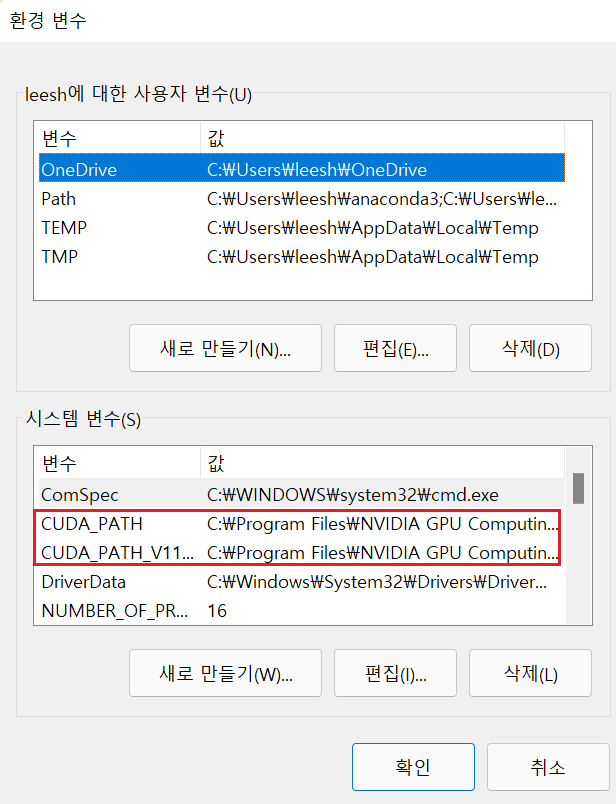 환경 변수
leesh에 대한 사용자 변수(U)
변수 값
OneDrive C:₩Users₩leesh₩OneDrive
Path C:₩Users₩leesh₩anaconda3;C:₩Users₩le...
TEMP C:₩Users₩leesh₩AppData₩Local₩Temp
TMP C:₩Users₩leesh₩AppData₩Local₩Temp
새로 만들기(N)... 편집(E)... 삭제(D)
시스템 변수(S)
변수 값
ComSpec C:₩WINDOWS₩system32₩cmd.exe
CUDA_PATH C:₩Program Files₩NVIDIA GPU Computin...
CUDA_PATH_V11... C:₩Program Files₩NVIDIA GPU Computin...
DriverData C:₩Windows₩System32₩Drivers₩Driver...
NUMBER_OF_PR... 16
새로 만들기(W)... 편집(I)... 삭제(L)
확인 취소